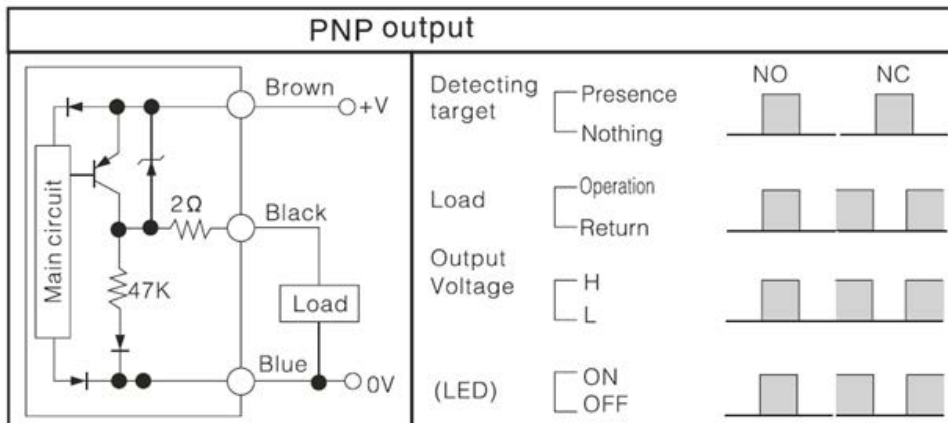 PNP output
Brown
+V
Main circuit
2Ω
Black
47K
Load
Blue
0V
NO NC
Detecting
target
Presence
Nothing
Load
Operation
Return
Output
Voltage
H
L
(LED)
ON
OFF